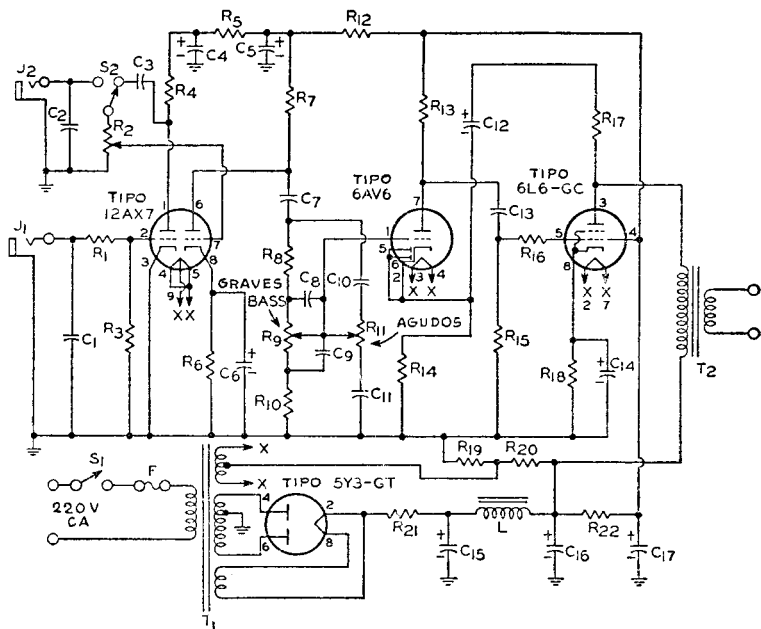 R5
R12
C4
C5
J2
S2
C3
R4
R7
R13
C12
R17
C2
R2
TIPO
12AX7
1
6
C7
TIPO
6AV6
7
C13
TIPO
6L6-GC
3
J1
R1
2
7
3
4
5
8
9
X X
R8
GRAVES
BASS
C8
C10
1
5
6
2
3
4
X X
R16
5
4
8
X X
2 7
C1
R3
R9
R11
AGUDOS
C9
R6
C6
R10
C11
R14
R15
R18
C14
T2
S1
F
220V
CA
X
X
TIPO 5Y3-GT
4
2
6
8
R19
R20
R21
L
R22
C15
C16
C17
T1